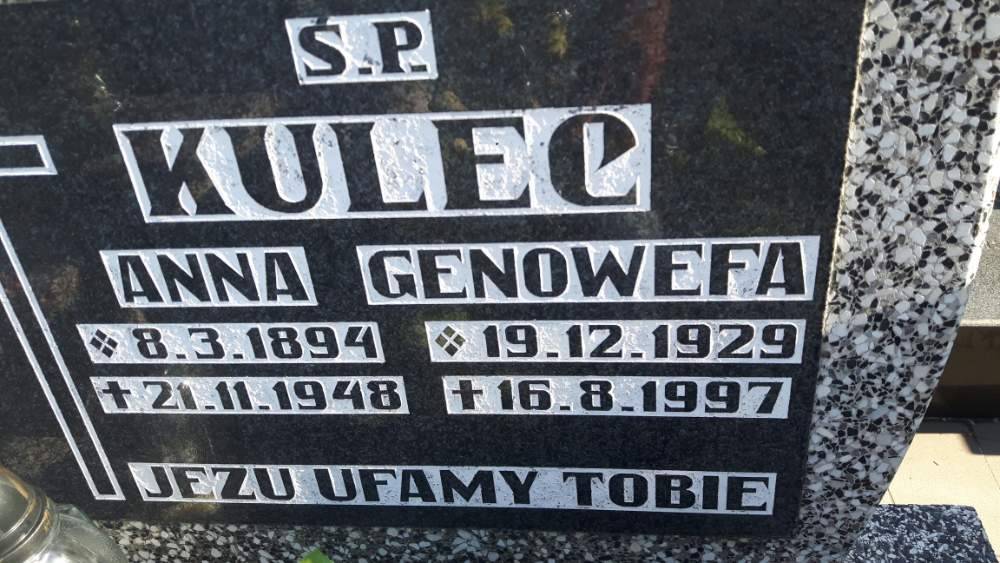 Ś.P.
KULEC
ANNA GENOWEFA
8.3.1894 19.12.1929
21.11.1948 16.8.1997
JEZU UFAMY TOBIE